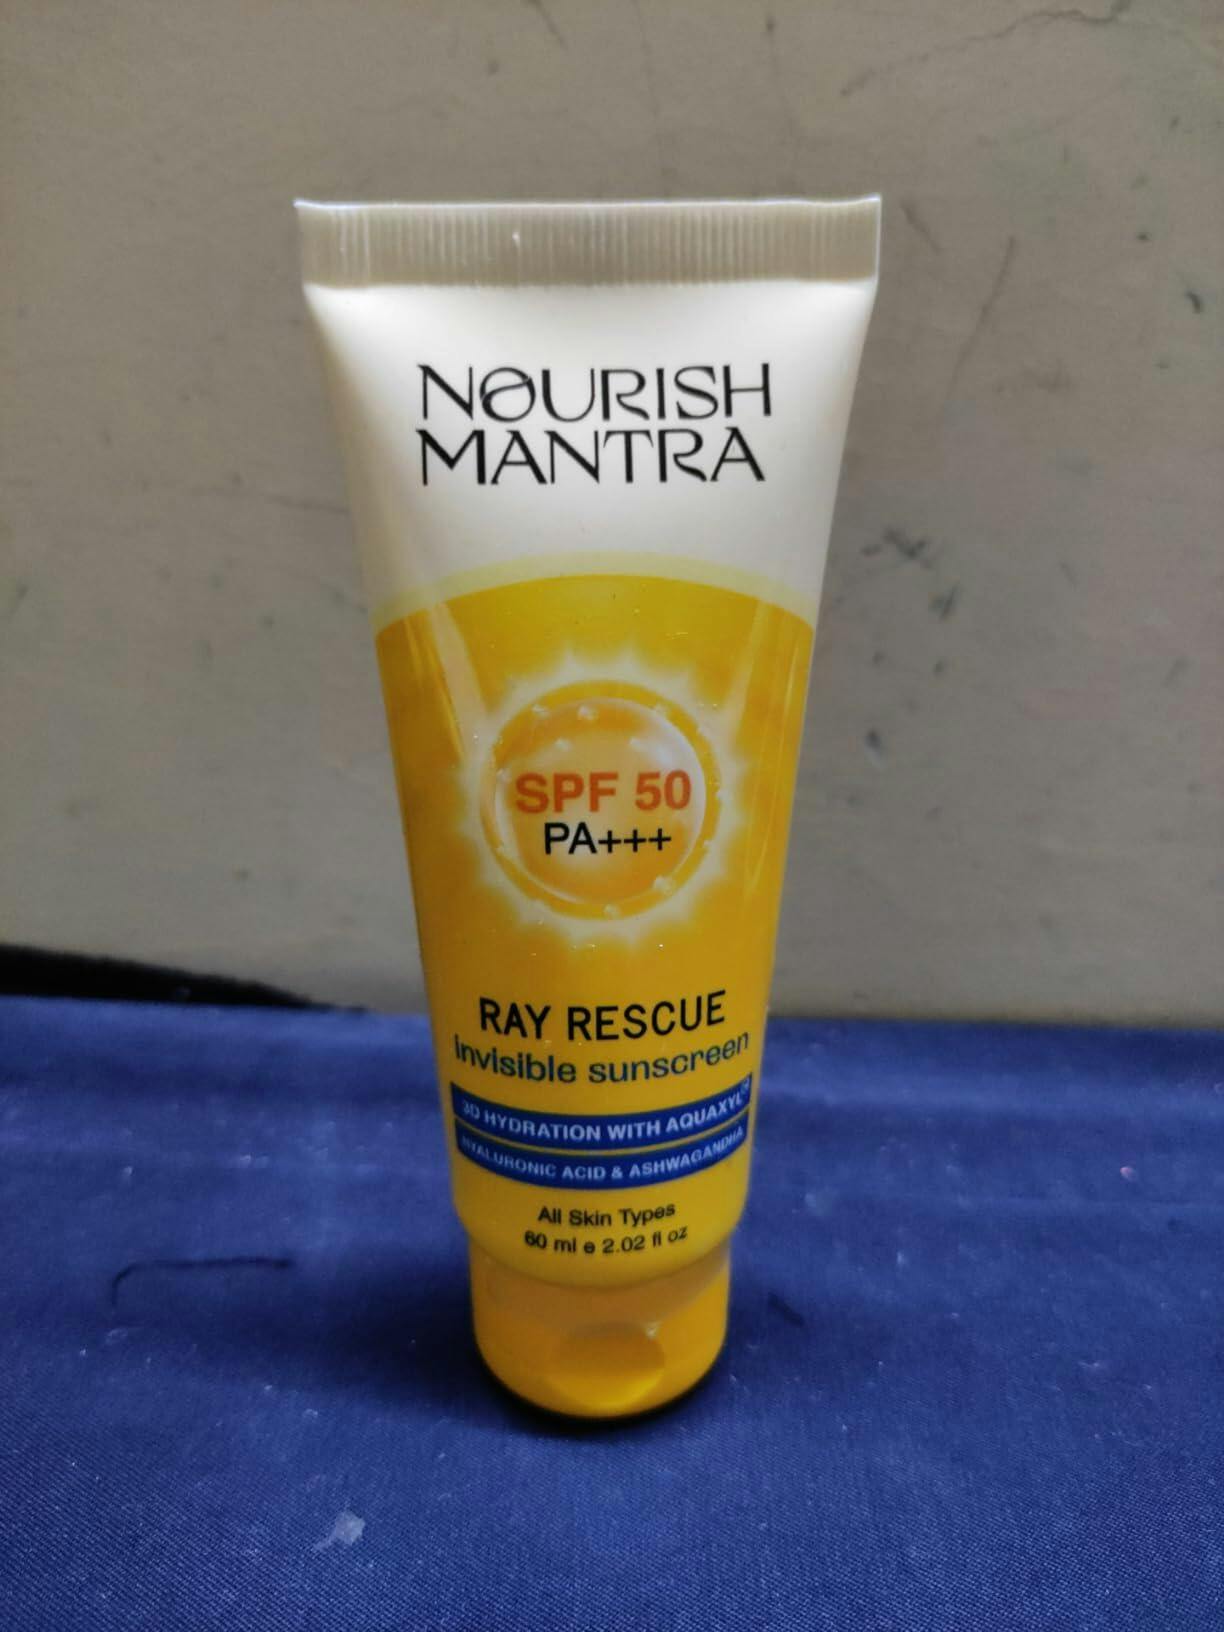 NOURISH
MANTRA
SPF 50
PA+++
RAY RESCUE
invisible sunscreen
3D HYDRATION WITH AQUAXYL™
HYALURONIC ACID & ASHWAGANDHA
All Skin Types
60 ml e 2.02 fl oz